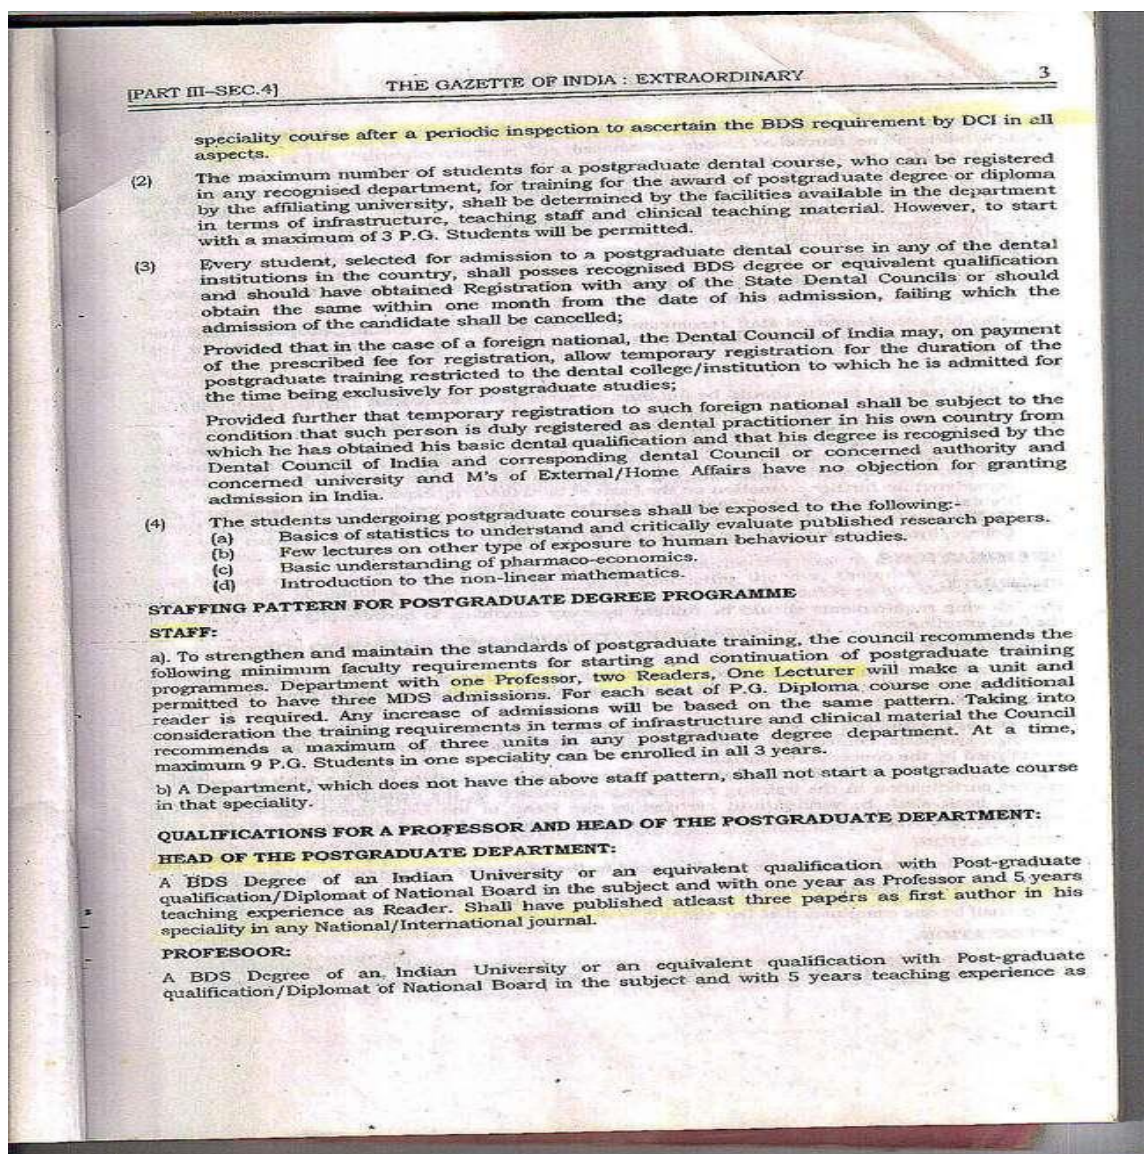 [PART III–SEC.4]
THE GAZETTE OF INDIA : EXTRAORDINARY
3
speciality course after a periodic inspection to ascertain the BDS requirement by DCI in all
aspects.
(2) The maximum number of students for a postgraduate dental course, who can be registered
in any recognised department, for training for the award of postgraduate degree or diploma
by the affiliating university, shall be determined by the facilities available in the department
in terms of infrastructure, teaching staff and clinical teaching material. However, to start
with a maximum of 3 P.G. Students will be permitted.
(3) Every student, selected for admission to a postgraduate dental course in any of the dental
institutions in the country, shall posses recognised BDS degree or equivalent qualification
and should have obtained Registration with any of the State Dental Councils or should
obtain the same within one month from the date of his admission, failing which the
admission of the candidate shall be cancelled;
Provided that in the case of a foreign national, the Dental Council of India may, on payment
of the prescribed fee for registration, allow temporary registration for the duration of the
postgraduate training restricted to the dental college/institution to which he is admitted for
the time being exclusively for postgraduate studies;
Provided further that temporary registration to such foreign national shall be subject to the
condition that such person is duly registered as dental practitioner in his own country from
which he has obtained his basic dental qualification and that his degree is recognised by the
Dental Council of India and corresponding dental Council or concerned authority and
concerned university and M's of External/Home Affairs have no objection for granting
admission in India.
(4) The students undergoing postgraduate courses shall be exposed to the following:-
(a) Basics of statistics to understand and critically evaluate published research papers.
(b) Few lectures on other type of exposure to human behaviour studies.
(c) Basic understanding of pharmaco-economics.
(d) Introduction to the non-linear mathematics.
STAFFING PATTERN FOR POSTGRADUATE DEGREE PROGRAMME
STAFF:
a). To strengthen and maintain the standards of postgraduate training, the council recommends the
following minimum faculty requirements for starting and continuation of postgraduate training
programmes. Department with one Professor, two Readers, One Lecturer will make a unit and
permitted to have three MDS admissions. For each seat of P.G. Diploma course one additional
reader is required. Any increase of admissions will be based on the same pattern. Taking into
consideration the training requirements in terms of infrastructure and clinical material the Council
recommends a maximum of three units in any postgraduate degree department. At a time,
maximum 9 P.G. Students in one speciality can be enrolled in all 3 years.
b) A Department, which does not have the above staff pattern, shall not start a postgraduate course
in that speciality.
QUALIFICATIONS FOR A PROFESSOR AND HEAD OF THE POSTGRADUATE DEPARTMENT:
HEAD OF THE POSTGRADUATE DEPARTMENT:
A BDS Degree of an Indian University or an equivalent qualification with Post-graduate
qualification/Diplomat of National Board in the subject and with one year as Professor and 5 years
teaching experience as Reader. Shall have published atleast three papers as first author in his
speciality in any National/International journal.
PROFESOOR:
A BDS Degree of an Indian University or an equivalent qualification with Post-graduate
qualification/Diplomat of National Board in the subject and with 5 years teaching experience as